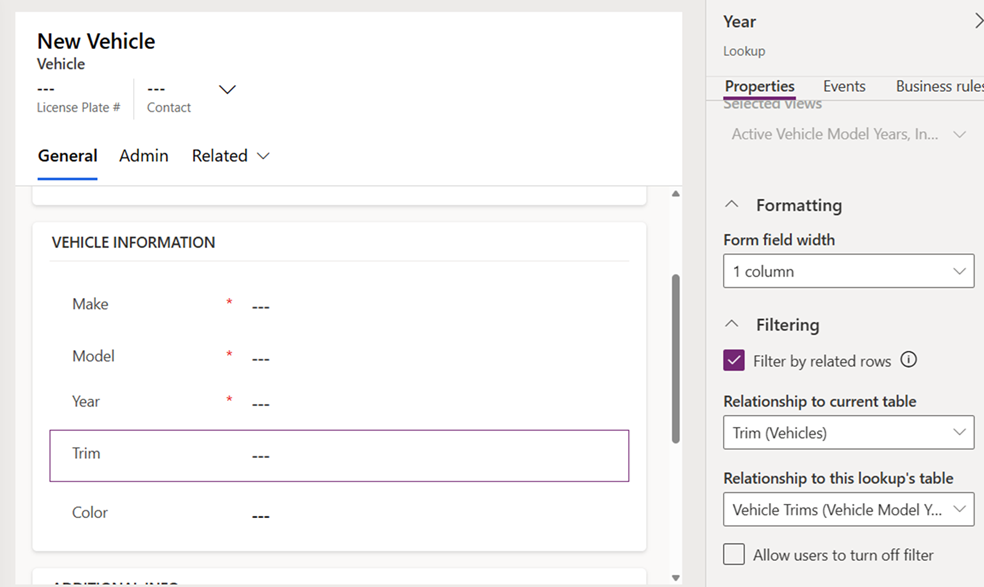 New Vehicle
Vehicle
--- ---
License Plate # Contact
General Admin Related
VEHICLE INFORMATION
Make * ---
Model * ---
Year * ---
Trim ---
Color ---
Year
Lookup
Properties Events Business rules
Selected Views
Active Vehicle Model Years, In...
Formatting
Form field width
1 column
Filtering
Filter by related rows
Relationship to current table
Trim (Vehicles)
Relationship to this lookup's table
Vehicle Trims (Vehicle Model Y...
Allow users to turn off filter